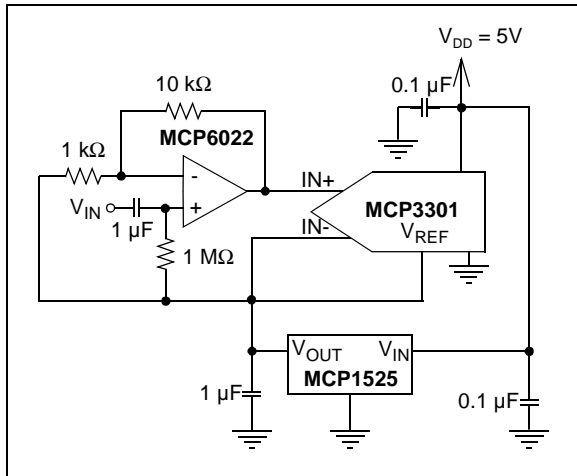 V_DD = 5V
0.1 µF
10 kΩ
MCP6022
1 kΩ
-
+
V_IN
1 µF
1 MΩ
IN+
IN-
MCP3301
V_REF
V_OUT V_IN
MCP1525
1 µF
0.1 µF